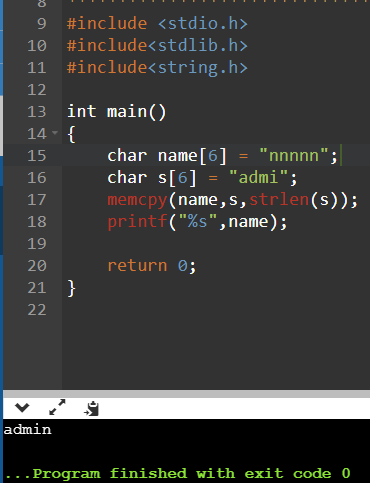 8
9 #include <stdio.h>
10 #include<stdlib.h>
11 #include<string.h>
12
13 int main()
14 {
15 char name[6] = "nnnnn";
16 char s[6] = "admi";
17 memcpy(name,s,strlen(s));
18 printf("%s",name);
19
20 return 0;
21 }
22
admin
...Program finished with exit code 0